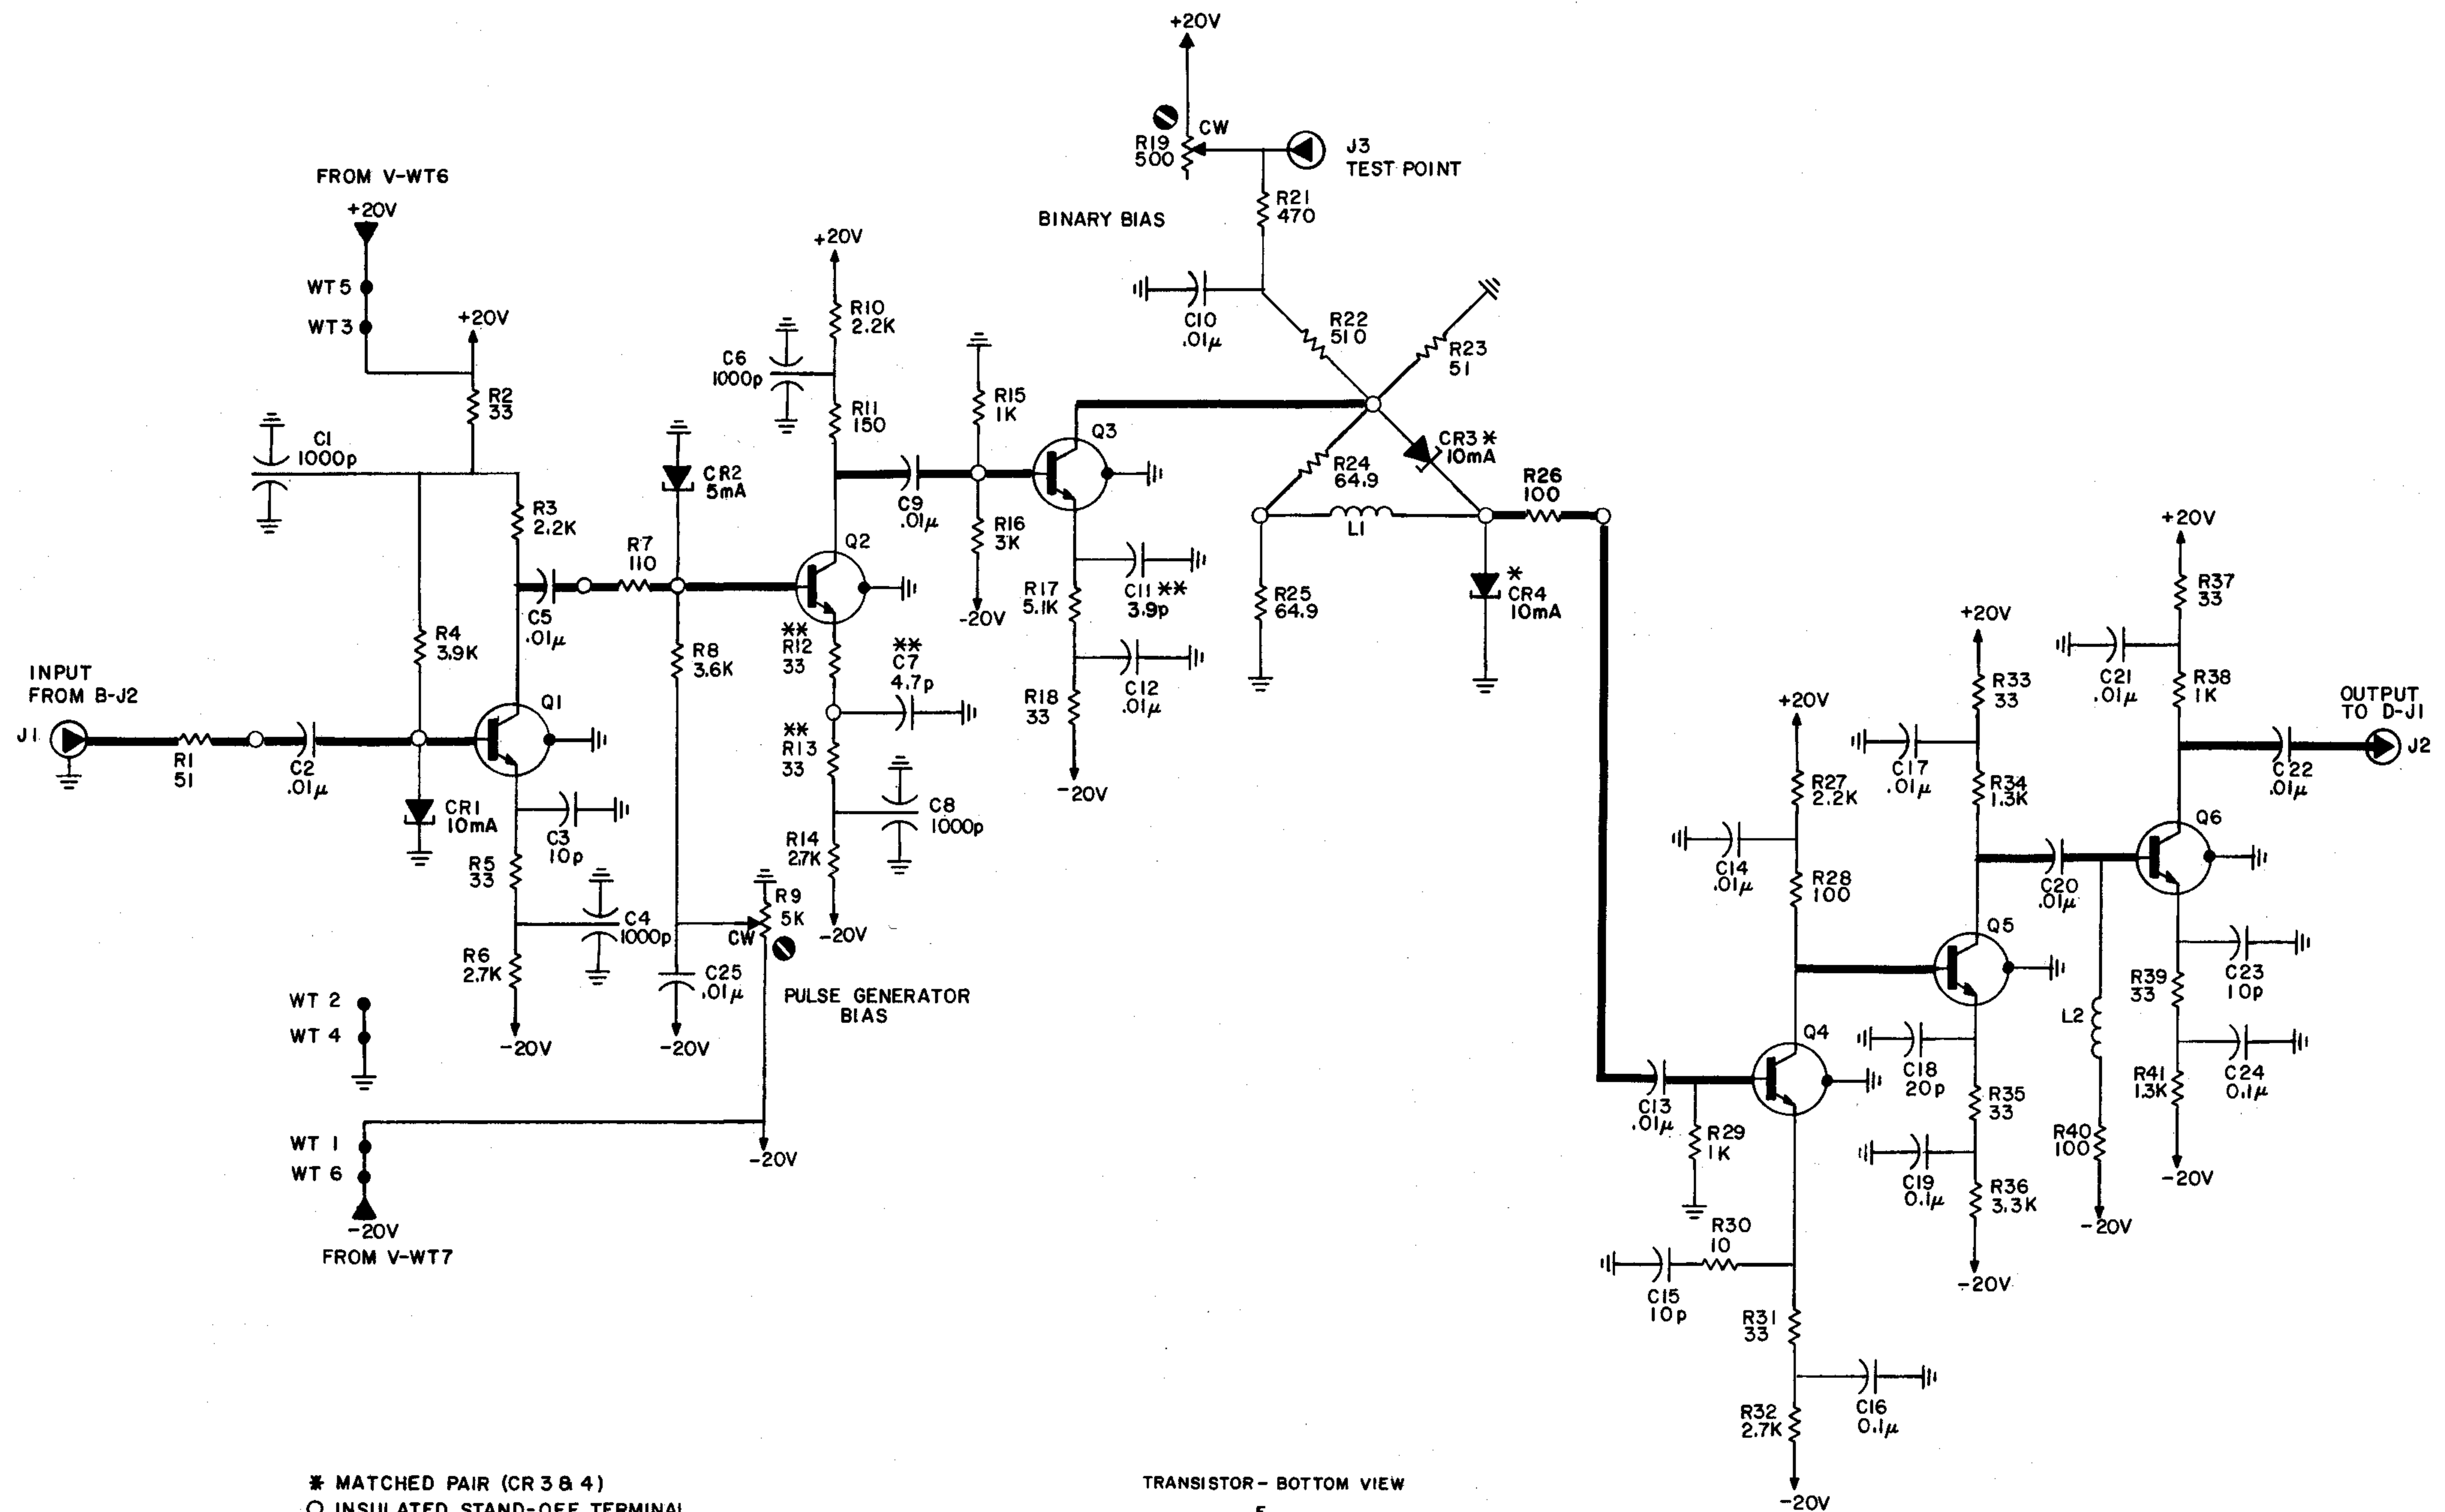 +20V
CW
R19
500
J3
TEST POINT
R21
470
BINARY BIAS
FROM V-WT6
+20V
WT5
WT3
+20V
R2
33
C1
1000p
R3
2.2K
R4
3.9K
C5
.01μ
R7
110
CR2
5mA
+20V
R10
2.2K
C6
1000p
R11
150
C9
.01μ
R15
1K
R16
3K
-20V
Q2
Q3
C10
.01μ
R22
510
R23
51
R24
64.9
CR3 *
10mA
L1
R26
100
R25
64.9
*
CR4
10mA
R17
5.1K
C11 **
3.9p
C12
.01μ
R18
33
-20V
R8
3.6K
**
R12
33
**
C7
4.7p
**
R13
33
C8
1000p
R14
2.7K
-20V
INPUT
FROM B-J2
J1
R1
51
C2
.01μ
Q1
CR1
10mA
C3
10p
R5
33
C4
1000p
R6
2.7K
-20V
R9
5K
CW
C25
.01μ
-20V
PULSE GENERATOR
BIAS
WT 2
WT 4
WT 1
WT 6
-20V
FROM V-WT7
-20V
+20V
R27
2.2K
C14
.01μ
R28
100
Q4
C13
.01μ
R29
1K
R30
10
C15
10p
R31
33
C16
0.1μ
R32
2.7K
-20V
+20V
R33
33
C17
.01μ
R34
1.3K
Q5
C18
20p
R35
33
C19
0.1μ
R36
3.3K
-20V
+20V
R37
33
C21
.01μ
R38
1K
C22
.01μ
OUTPUT
TO D-J1
J2
C20
.01μ
Q6
L2
R40
100
-20V
R39
33
C23
10p
C24
0.1μ
R41
1.3K
-20V
* MATCHED PAIR (CR 3 & 4)
O INSULATED STAND-OFF TERMINAL
TRANSISTOR - BOTTOM VIEW